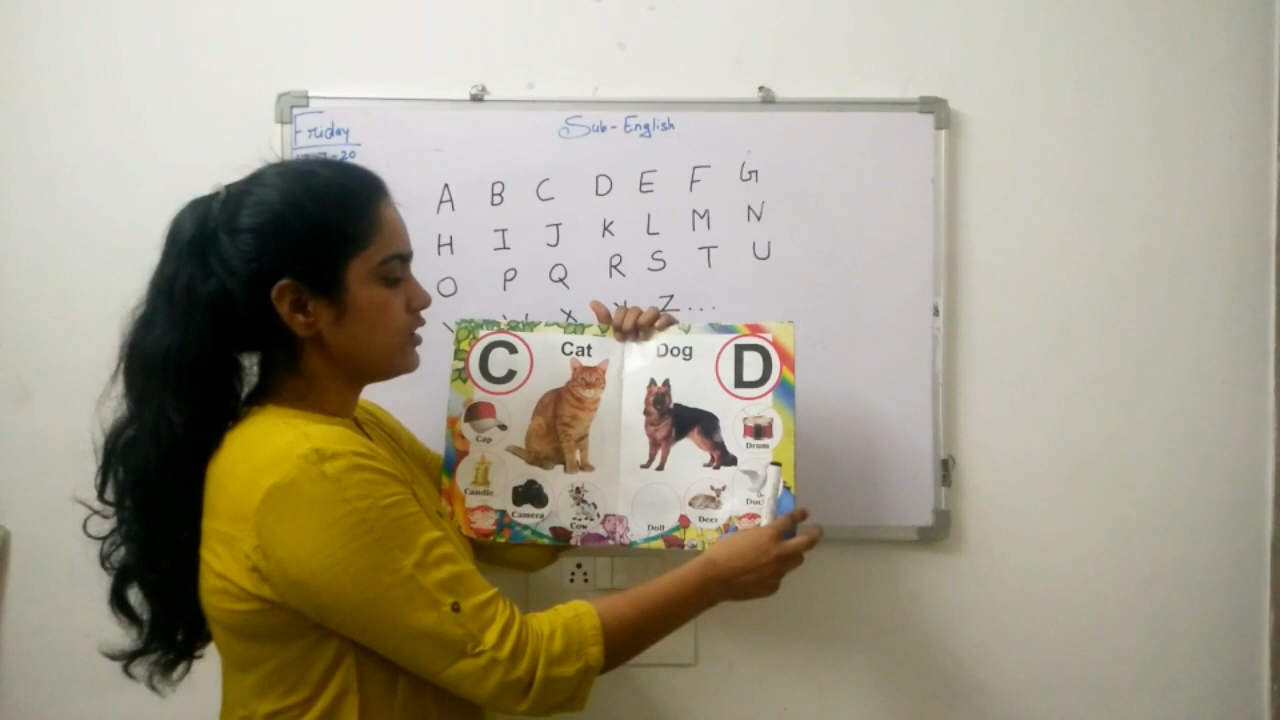 Friday
Sub - English
A B C D E F G
H I J K L M N
O P Q R S T U
X Y Z...
C Cat
Dog D
Cap
Drum
Candle
Camera
Cow
Doll
Deer